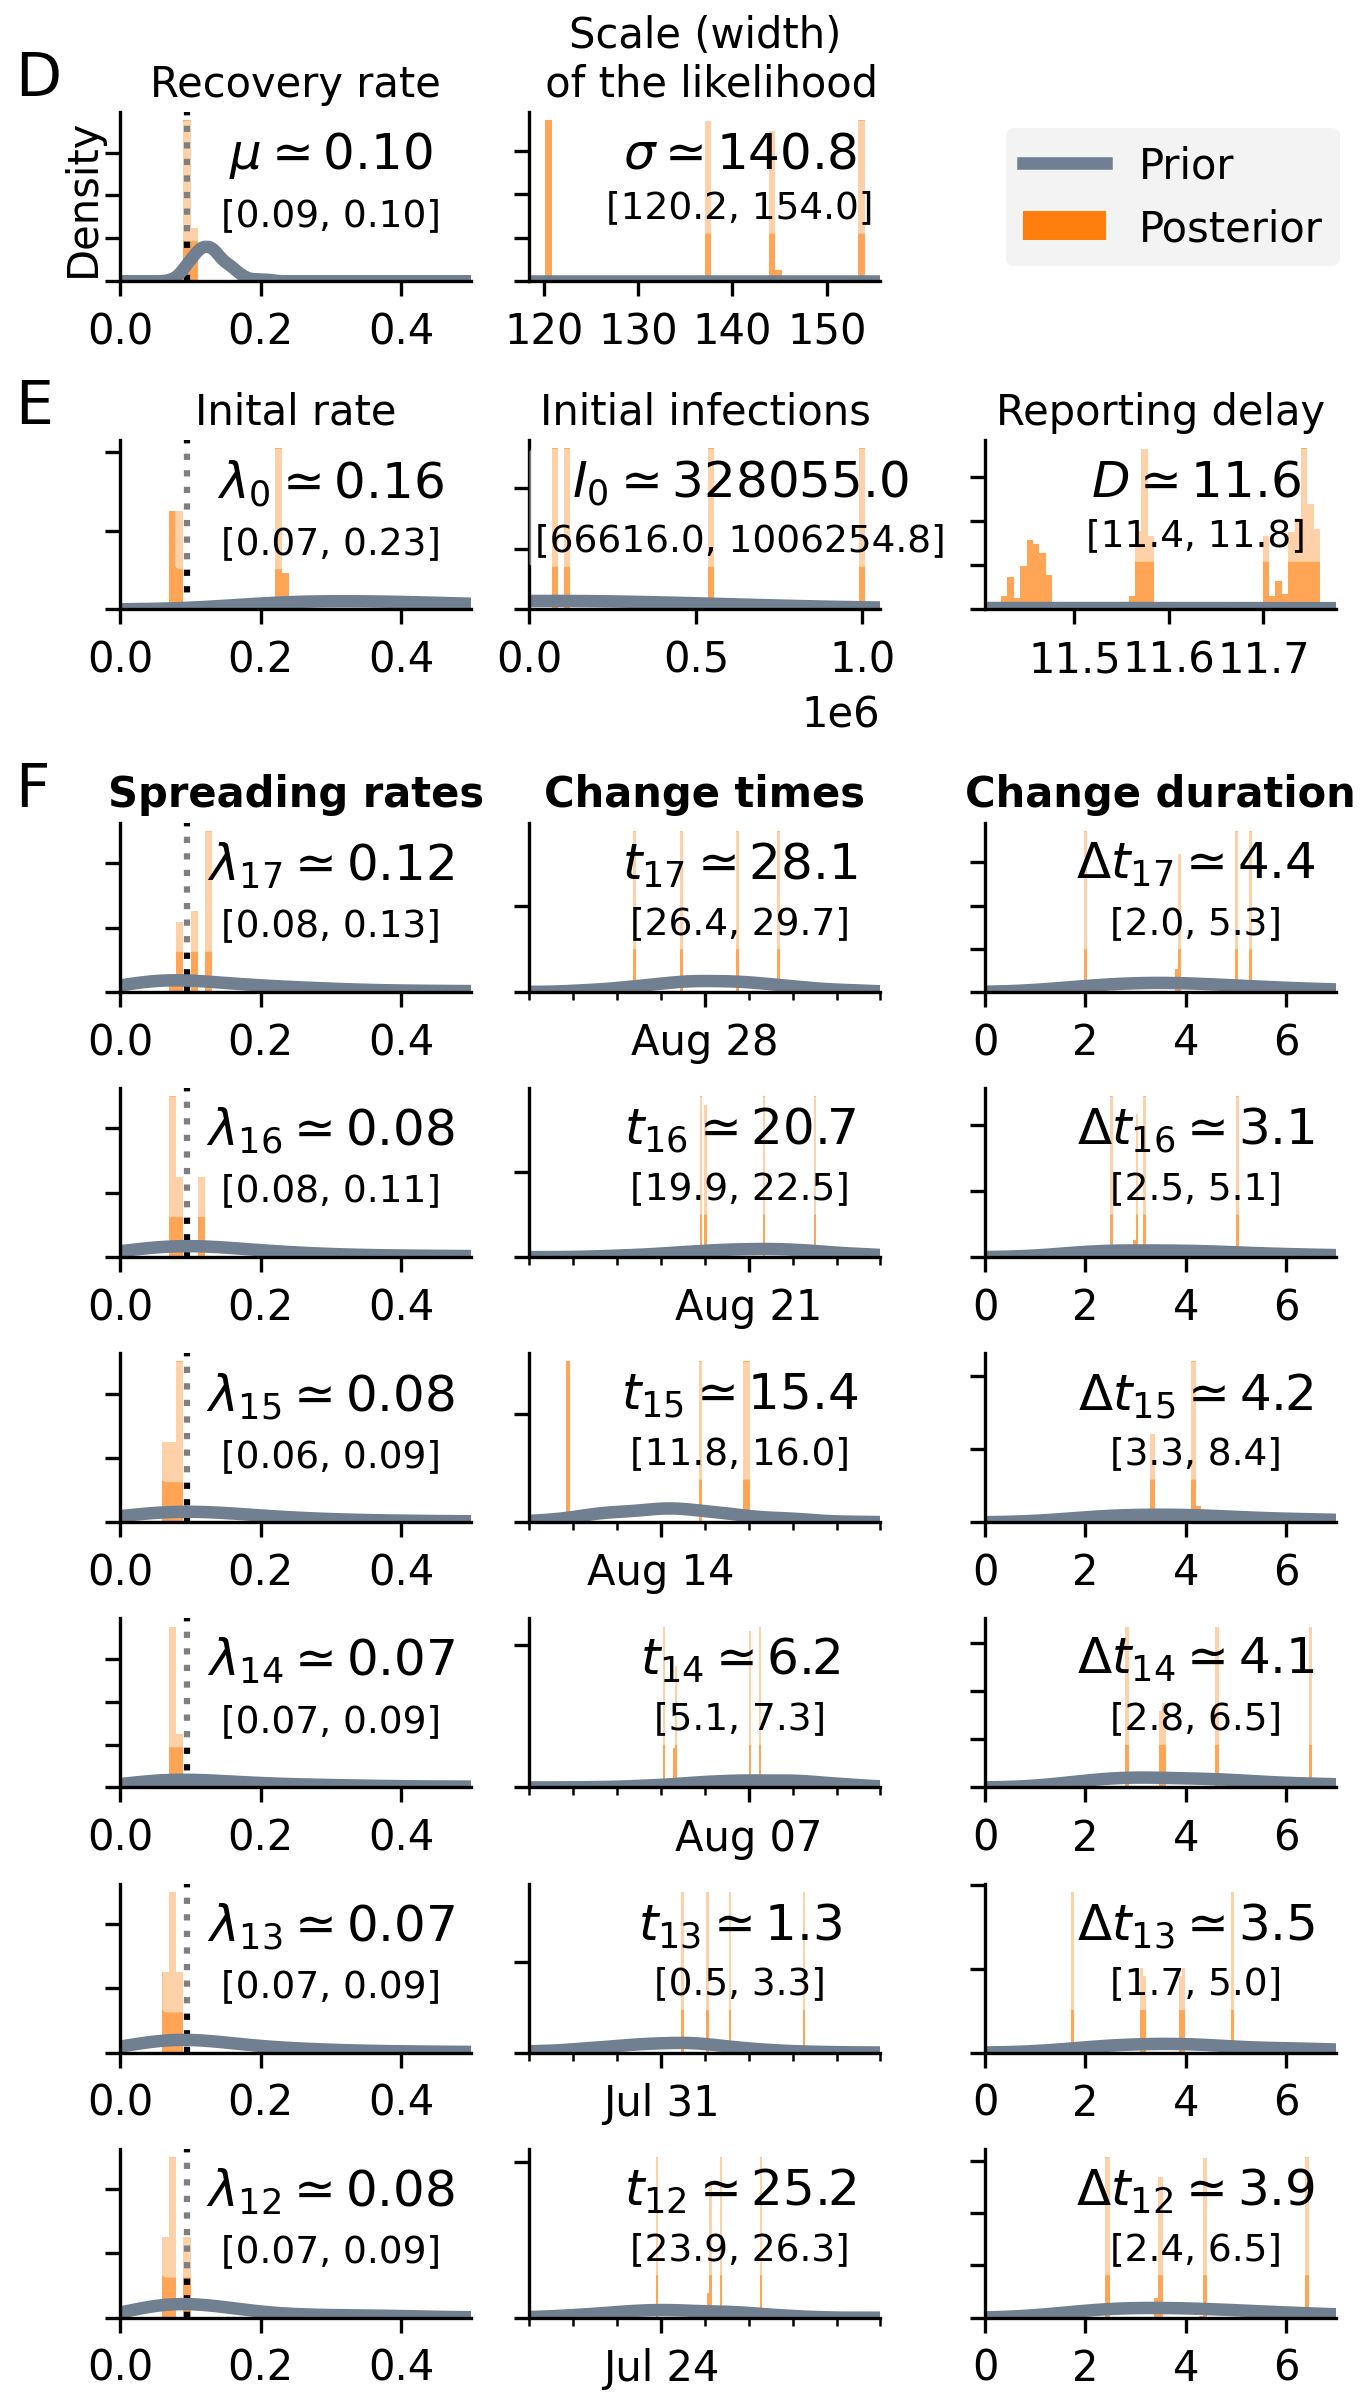 D
Recovery rate
Scale (width)
of the likelihood
Density
μ ≃ 0.10
[0.09, 0.10]
0.0 0.2 0.4
σ ≃ 140.8
[120.2, 154.0]
120 130 140 150
Prior
Posterior
E
Inital rate
λ0 ≃ 0.16
[0.07, 0.23]
0.0 0.2 0.4
Initial infections
I0 ≃ 328055.0
[66616.0, 1006254.8]
0.0 0.5 1.0
1e6
Reporting delay
D ≃ 11.6
[11.4, 11.8]
11.5 11.6 11.7
F
Spreading rates
Change times
Change duration
λ17 ≃ 0.12
[0.08, 0.13]
0.0 0.2 0.4
t17 ≃ 28.1
[26.4, 29.7]
Aug 28
Δt17 ≃ 4.4
[2.0, 5.3]
0 2 4 6
λ16 ≃ 0.08
[0.08, 0.11]
0.0 0.2 0.4
t16 ≃ 20.7
[19.9, 22.5]
Aug 21
Δt16 ≃ 3.1
[2.5, 5.1]
0 2 4 6
λ15 ≃ 0.08
[0.06, 0.09]
0.0 0.2 0.4
t15 ≃ 15.4
[11.8, 16.0]
Aug 14
Δt15 ≃ 4.2
[3.3, 8.4]
0 2 4 6
λ14 ≃ 0.07
[0.07, 0.09]
0.0 0.2 0.4
t14 ≃ 6.2
[5.1, 7.3]
Aug 07
Δt14 ≃ 4.1
[2.8, 6.5]
0 2 4 6
λ13 ≃ 0.07
[0.07, 0.09]
0.0 0.2 0.4
t13 ≃ 1.3
[0.5, 3.3]
Jul 31
Δt13 ≃ 3.5
[1.7, 5.0]
0 2 4 6
λ12 ≃ 0.08
[0.07, 0.09]
0.0 0.2 0.4
t12 ≃ 25.2
[23.9, 26.3]
Jul 24
Δt12 ≃ 3.9
[2.4, 6.5]
0 2 4 6